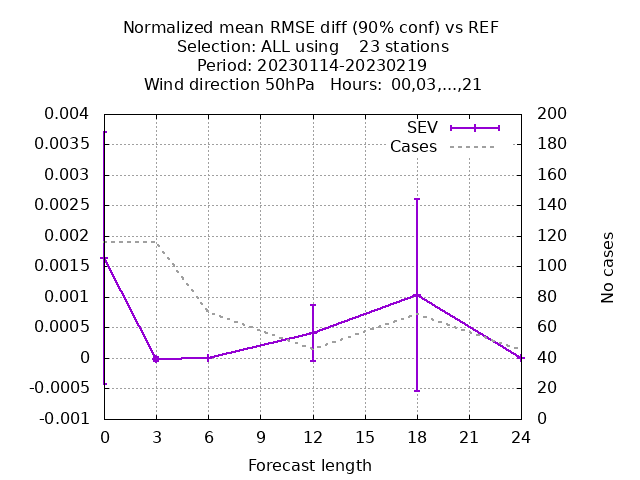 Normalized mean RMSE diff (90% conf) vs REF
Selection: ALL using    23 stations
Period: 20230114-20230219
Wind direction 50hPa   Hours:  00,03,...,21
SEV
Cases
0.004
0.0035
0.003
0.0025
0.002
0.0015
0.001
0.0005
0
-0.0005
-0.001
200
180
160
140
120
100
80
60
40
20
0
No cases
0 3 6 9 12 15 18 21 24
Forecast length